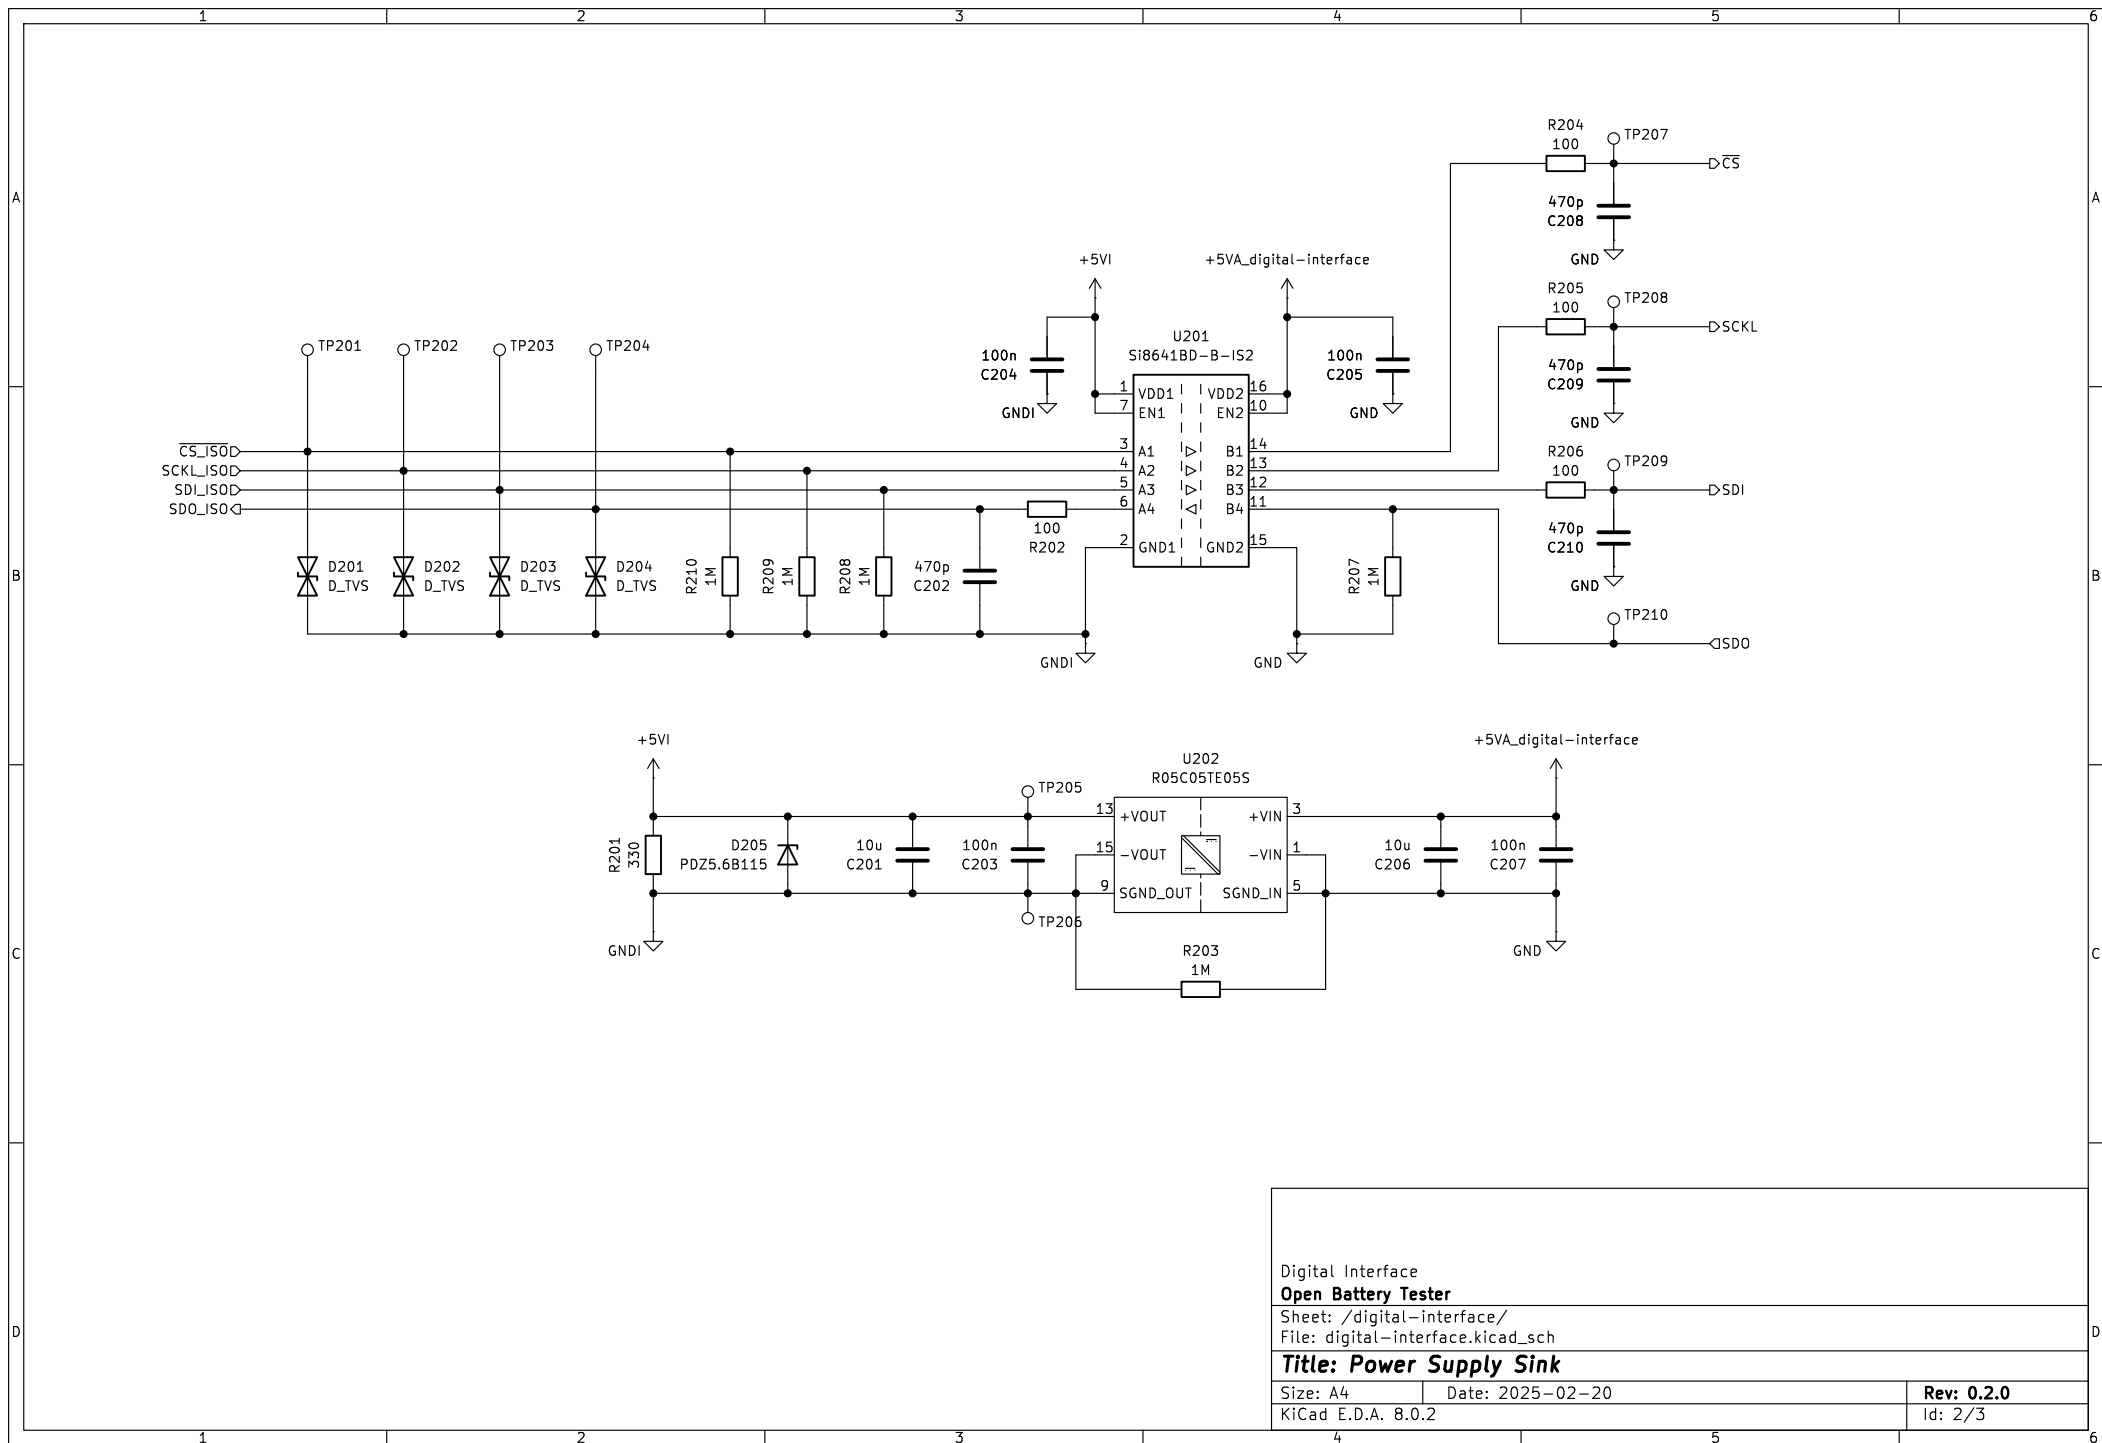 1 2 3 4 5 6
A A
B B
C C
D D
R204
100
TP207
CS
470p
C208
GND
+5VI
+5VA_digital-interface
R205
100
TP208
SCKL
470p
C209
GND
TP201 TP202 TP203 TP204
100n
C204
GNDI
U201
Si8641BD-B-IS2
100n
C205
GND
1 VDD1 VDD2 16
7 EN1 EN2 10
3 A1 B1 14
4 A2 B2 13
5 A3 B3 12
6 A4 B4 11
2 GND1 GND2 15
CS_ISO
SCKL_ISO
SDI_ISO
SDO_ISO
100
R202
R206
100
TP209
SDI
470p
C210
GND
D201
D_TVS
D202
D_TVS
D203
D_TVS
D204
D_TVS
R210
1M
R209
1M
R208
1M
470p
C202
R207
1M
TP210
SDO
GNDI
GND
+5VI
+5VA_digital-interface
U202
R05C05TE05S
TP205
13 +VOUT +VIN 3
15 -VOUT -VIN 1
9 SGND_OUT SGND_IN 5
R201
330
D205
PDZ5.6B115
10u
C201
100n
C203
10u
C206
100n
C207
TP206
GNDI
R203
1M
GND
Digital Interface
Open Battery Tester
Sheet: /digital-interface/
File: digital-interface.kicad_sch
Title: Power Supply Sink
Size: A4 Date: 2025-02-20 Rev: 0.2.0
KiCad E.D.A. 8.0.2 Id: 2/3
1 2 3 4 5 6